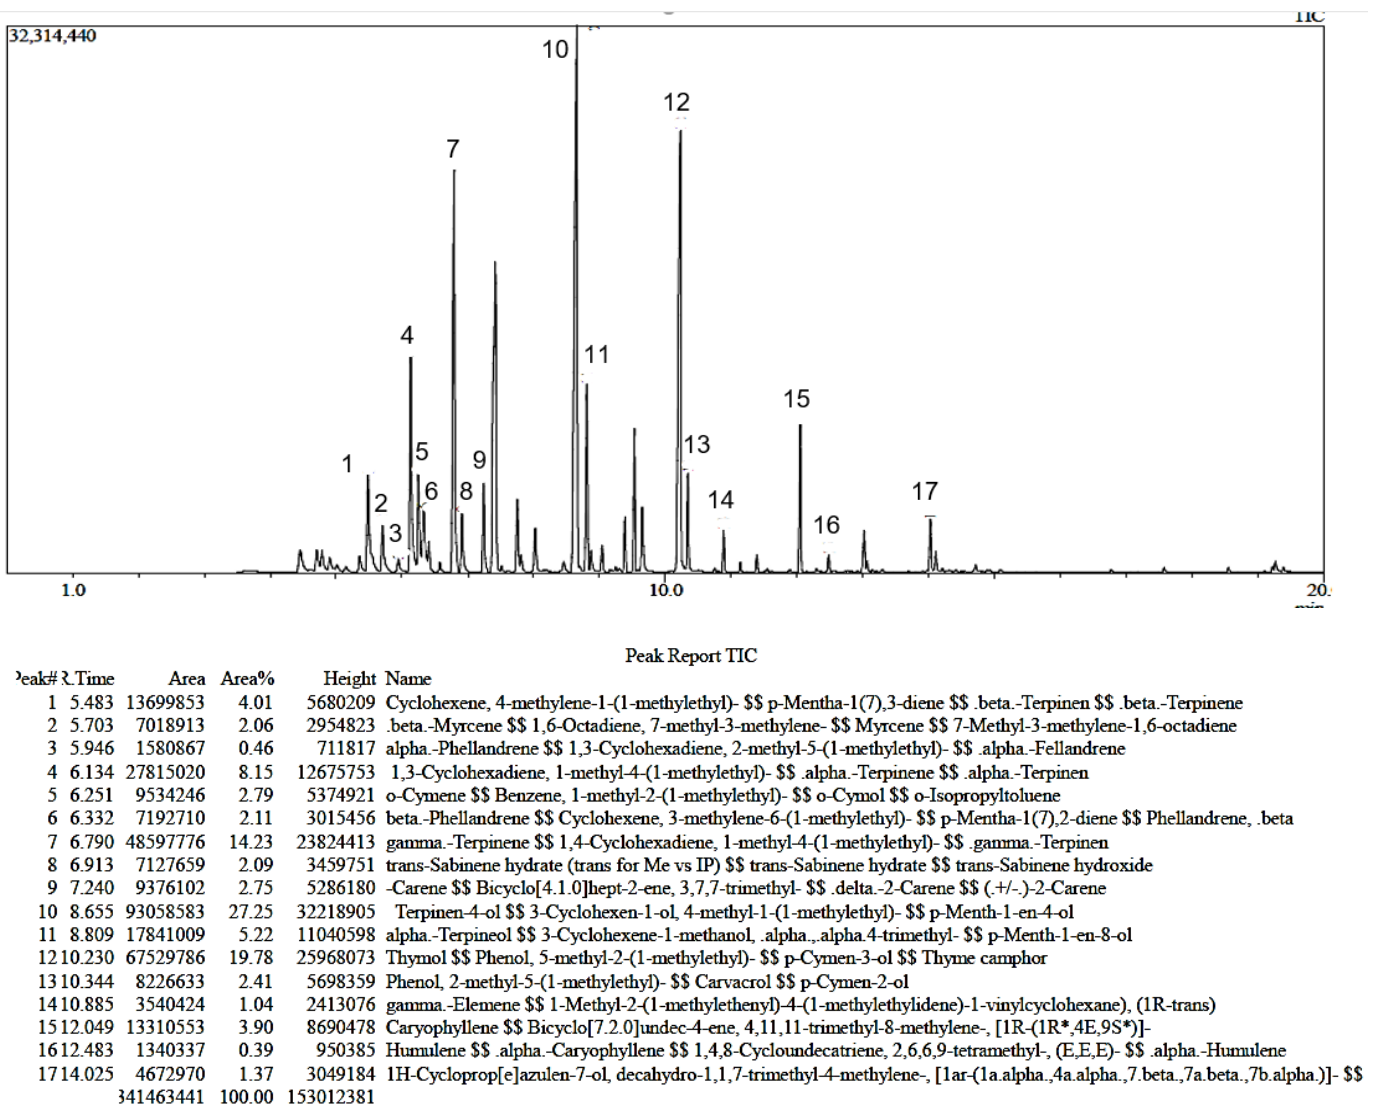 TIC
32,314,440
10
12
7
4
11
15
13
5
1
9
6
8
14
17
2
16
3
1.0
10.0
20.
min
Peak Report TIC
Peak# R.Time Area Area% Height Name
1 5.483 13699853 4.01 5680209 Cyclohexene, 4-methylene-1-(1-methylethyl)- $$ p-Mentha-1(7),3-diene $$ .beta.-Terpinen $$ .beta.-Terpinene
2 5.703 7018913 2.06 2954823 .beta.-Myrcene $$ 1,6-Octadiene, 7-methyl-3-methylene- $$ Myrcene $$ 7-Methyl-3-methylene-1,6-octadiene
3 5.946 1580867 0.46 711817 alpha.-Phellandrene $$ 1,3-Cyclohexadiene, 2-methyl-5-(1-methylethyl)- $$ .alpha.-Fellandrene
4 6.134 27815020 8.15 12675753 1,3-Cyclohexadiene, 1-methyl-4-(1-methylethyl)- $$ .alpha.-Terpinene $$ .alpha.-Terpinen
5 6.251 9534246 2.79 5374921 o-Cymene $$ Benzene, 1-methyl-2-(1-methylethyl)- $$ o-Cymol $$ o-Isopropyltoluene
6 6.332 7192710 2.11 3015456 beta.-Phellandrene $$ Cyclohexene, 3-methylene-6-(1-methylethyl)- $$ p-Mentha-1(7),2-diene $$ Phellandrene, .beta
7 6.790 48597776 14.23 23824413 gamma.-Terpinene $$ 1,4-Cyclohexadiene, 1-methyl-4-(1-methylethyl)- $$ .gamma.-Terpinen
8 6.913 7127659 2.09 3459751 trans-Sabinene hydrate (trans for Me vs IP) $$ trans-Sabinene hydrate $$ trans-Sabinene hydroxide
9 7.240 9376102 2.75 5286180 -Carene $$ Bicyclo[4.1.0]hept-2-ene, 3,7,7-trimethyl- $$ .delta.-2-Carene $$ (.+/-.)-2-Carene
10 8.655 93058583 27.25 32218905 Terpinen-4-ol $$ 3-Cyclohexen-1-ol, 4-methyl-1-(1-methylethyl)- $$ p-Menth-1-en-4-ol
11 8.809 17841009 5.22 11040598 alpha.-Terpineol $$ 3-Cyclohexene-1-methanol, .alpha.,.alpha.4-trimethyl- $$ p-Menth-1-en-8-ol
12 10.230 67529786 19.78 25968073 Thymol $$ Phenol, 5-methyl-2-(1-methylethyl)- $$ p-Cymen-3-ol $$ Thyme camphor
13 10.344 8226633 2.41 5698359 Phenol, 2-methyl-5-(1-methylethyl)- $$ Carvacrol $$ p-Cymen-2-ol
14 10.885 3540424 1.04 2413076 gamma.-Elemene $$ 1-Methyl-2-(1-methylethenyl)-4-(1-methylethylidene)-1-vinylcyclohexane), (1R-trans)
15 12.049 13310553 3.90 8690478 Caryophyllene $$ Bicyclo[7.2.0]undec-4-ene, 4,11,11-trimethyl-8-methylene-, [1R-(1R*,4E,9S*)]-
16 12.483 1340337 0.39 950385 Humulene $$ .alpha.-Caryophyllene $$ 1,4,8-Cycloundecatriene, 2,6,6,9-tetramethyl-, (E,E,E)- $$ .alpha.-Humulene
17 14.025 4672970 1.37 3049184 1H-Cycloprop[e]azulen-7-ol, decahydro-1,1,7-trimethyl-4-methylene-, [1ar-(1a.alpha.,4a.alpha.,7.beta.,7a.beta.,7b.alpha.)]- $$
341463441 100.00 153012381